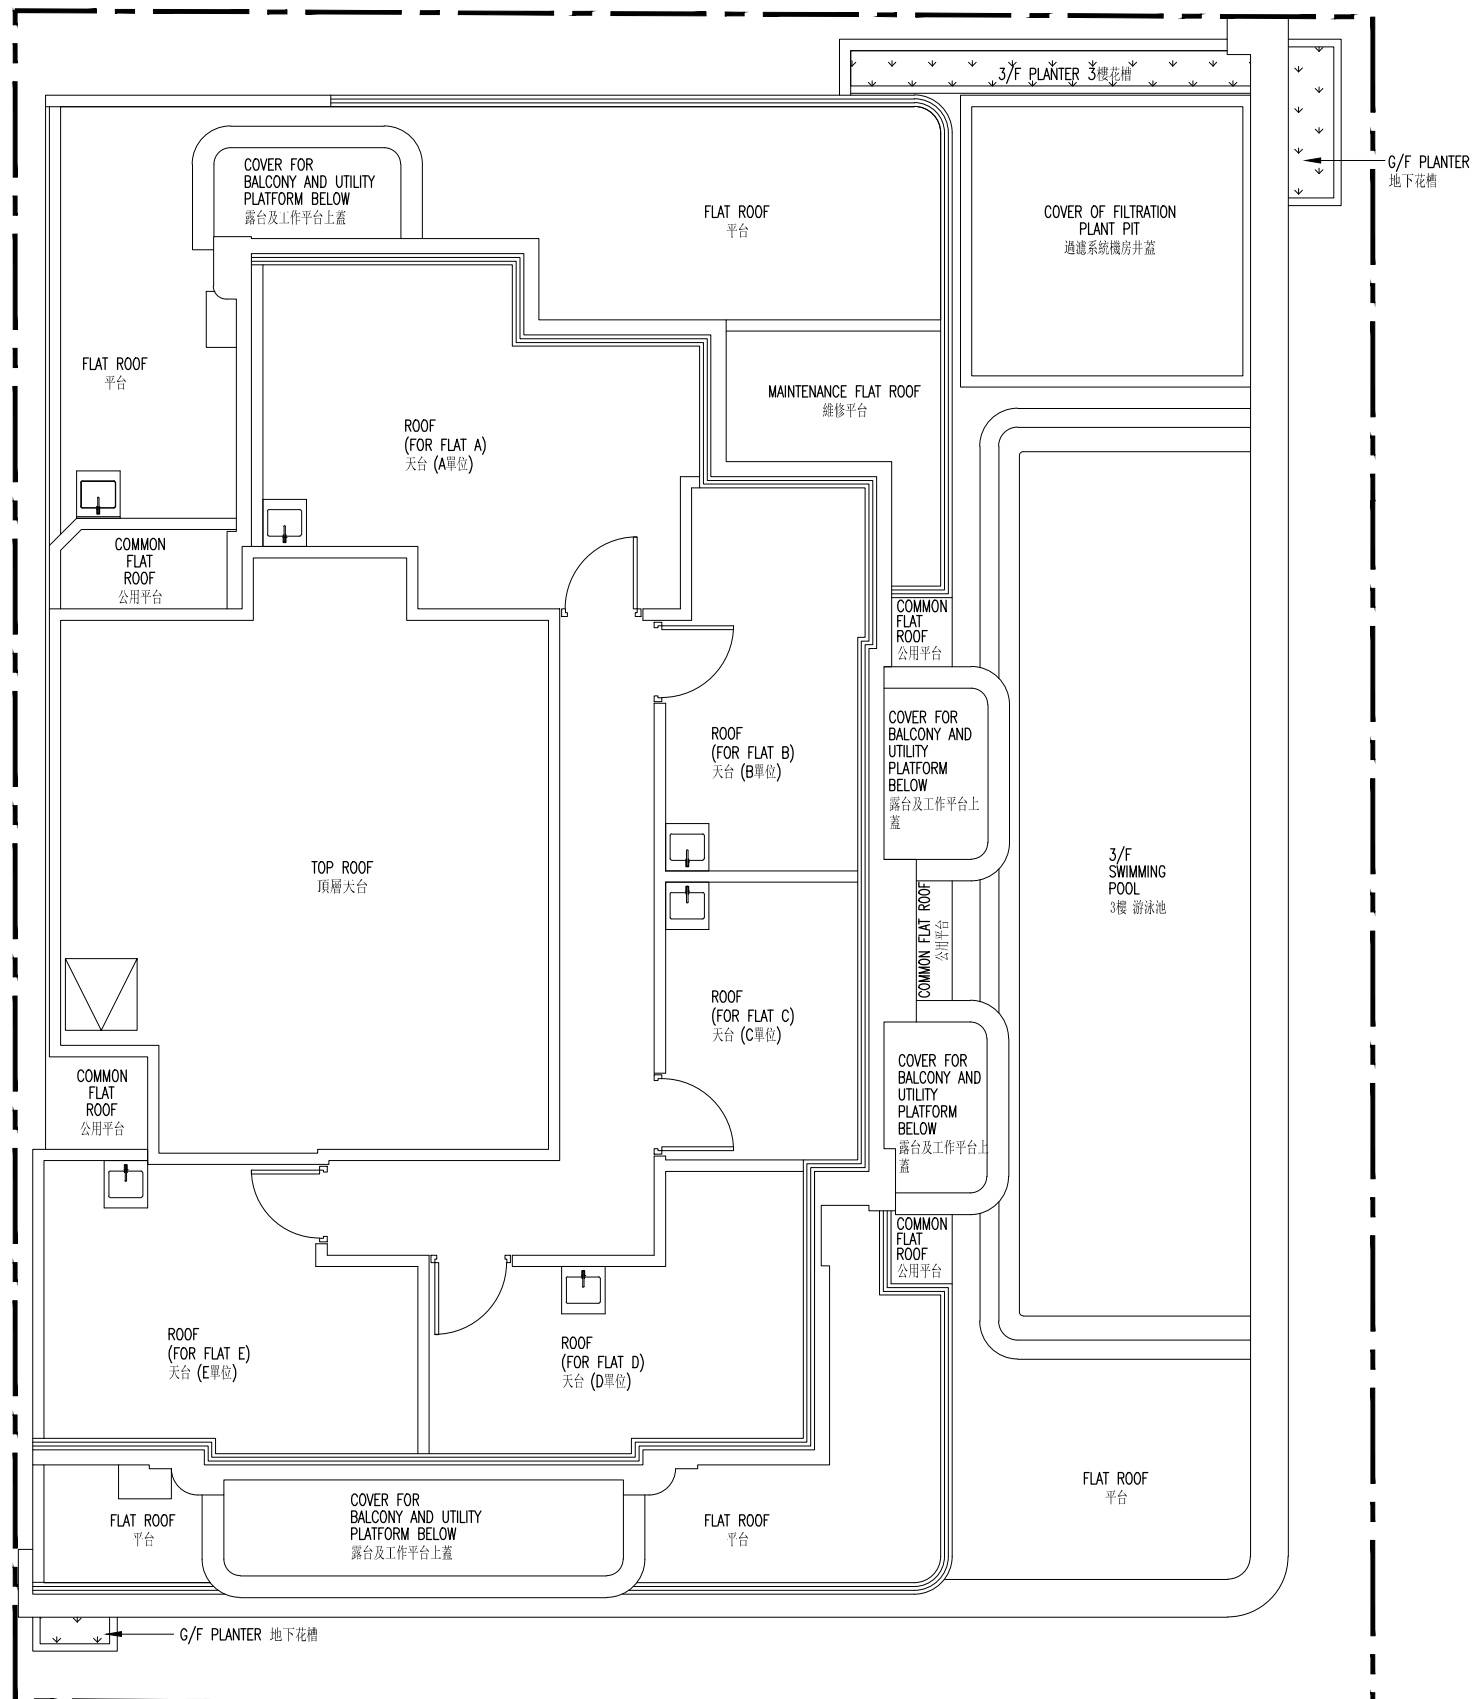 3/F PLANTER 3樓花槽
G/F PLANTER
地下花槽
COVER FOR
BALCONY AND UTILITY
PLATFORM BELOW
露台及工作平台上蓋
FLAT ROOF
平台
COVER OF FILTRATION
PLANT PIT
過濾系統機房井蓋
FLAT ROOF
平台
MAINTENANCE FLAT ROOF
維修平台
ROOF
(FOR FLAT A)
天台 (A單位)
COMMON
FLAT
ROOF
公用平台
COMMON
FLAT
ROOF
公用平台
ROOF
(FOR FLAT B)
天台 (B單位)
COVER FOR
BALCONY AND
UTILITY
PLATFORM
BELOW
露台及工作平台上
蓋
TOP ROOF
頂層天台
3/F
SWIMMING
POOL
3樓 游泳池
COMMON FLAT ROOF
公用平台
ROOF
(FOR FLAT C)
天台 (C單位)
COVER FOR
BALCONY AND
UTILITY
PLATFORM
BELOW
露台及工作平台上
蓋
COMMON
FLAT
ROOF
公用平台
COMMON
FLAT
ROOF
公用平台
ROOF
(FOR FLAT E)
天台 (E單位)
ROOF
(FOR FLAT D)
天台 (D單位)
FLAT ROOF
平台
COVER FOR
BALCONY AND UTILITY
PLATFORM BELOW
露台及工作平台上蓋
FLAT ROOF
平台
FLAT ROOF
平台
G/F PLANTER 地下花槽